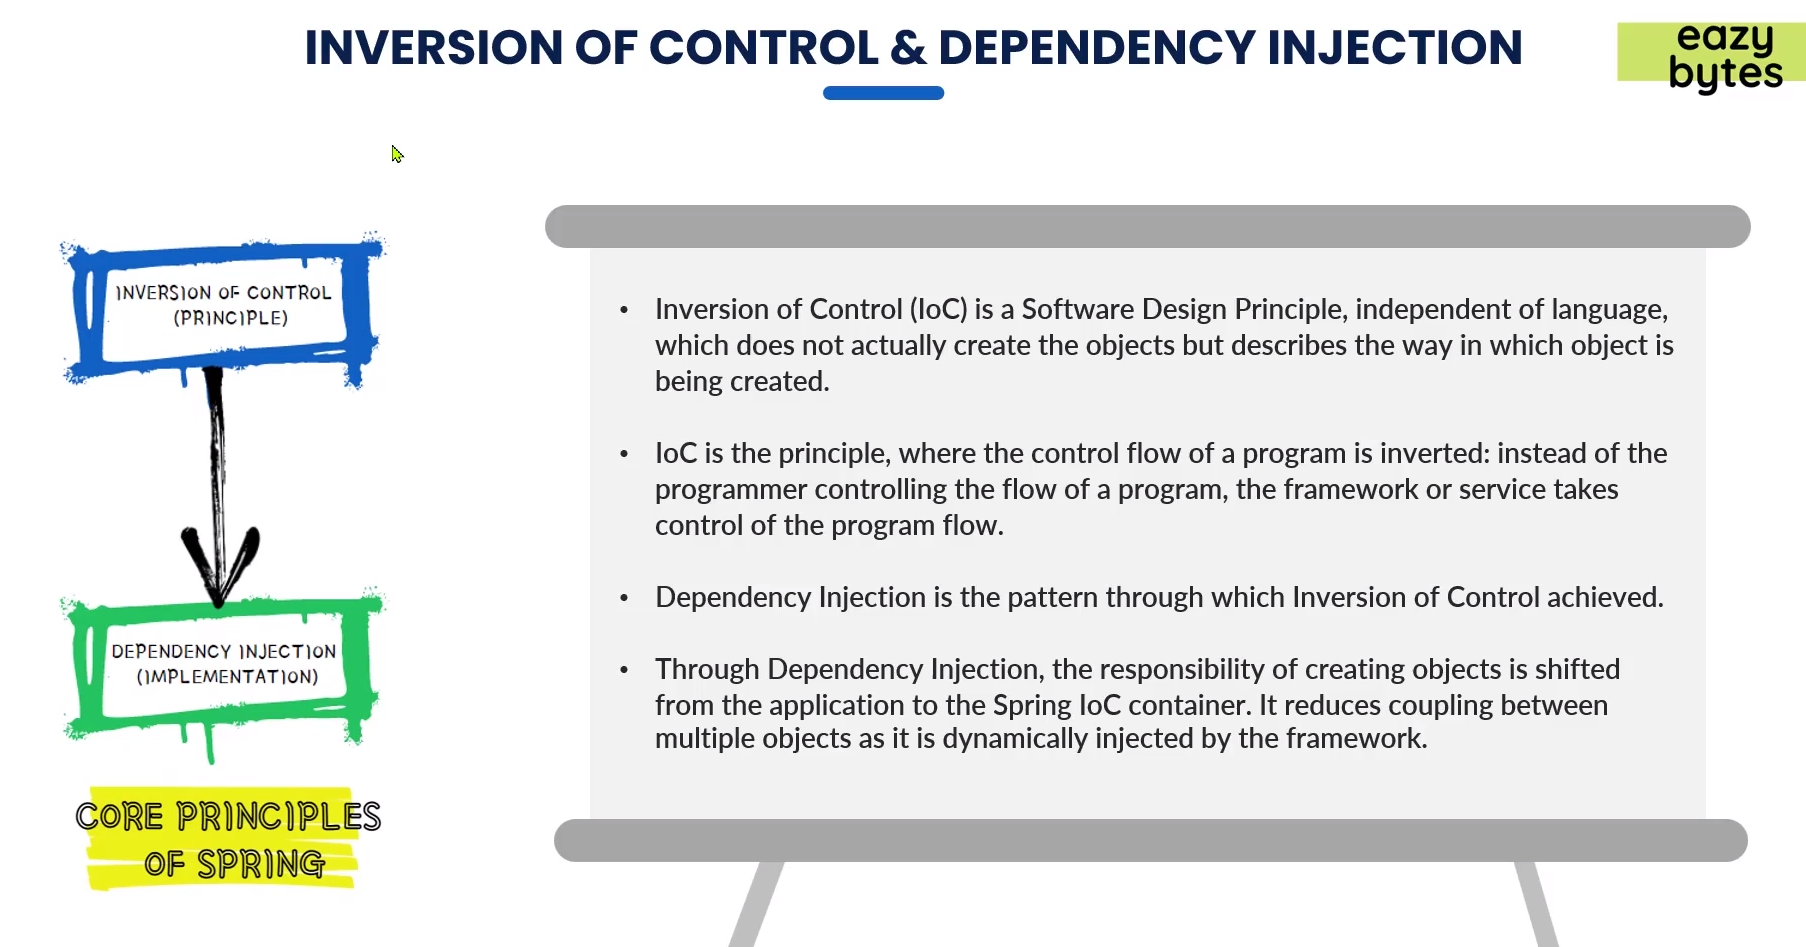 INVERSION OF CONTROL & DEPENDENCY INJECTION
eazy
bytes
INVERSION OF CONTROL
(PRINCIPLE)
DEPENDENCY INJECTION
(IMPLEMENTATION)
CORE PRINCIPLES
OF SPRING
• Inversion of Control (IoC) is a Software Design Principle, independent of language,
which does not actually create the objects but describes the way in which object is
being created.
• IoC is the principle, where the control flow of a program is inverted: instead of the
programmer controlling the flow of a program, the framework or service takes
control of the program flow.
• Dependency Injection is the pattern through which Inversion of Control achieved.
• Through Dependency Injection, the responsibility of creating objects is shifted
from the application to the Spring IoC container. It reduces coupling between
multiple objects as it is dynamically injected by the framework.